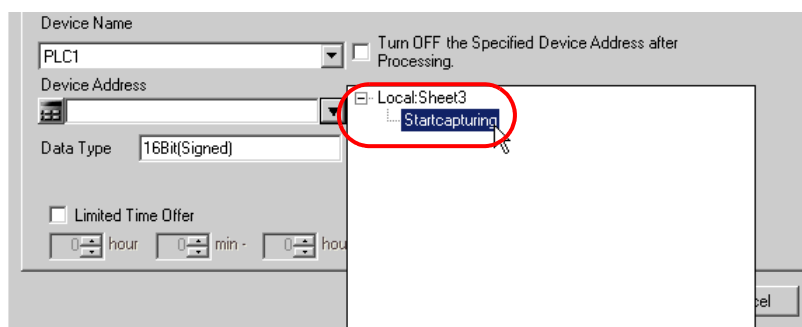 Device Name
PLC1
Turn OFF the Specified Device Address after
Processing.
Device Address
Local:Sheet3
Startcapturing
Data Type 16Bit(Signed)
Limited Time Offer
0 hour 0 min - 0 hou
cel